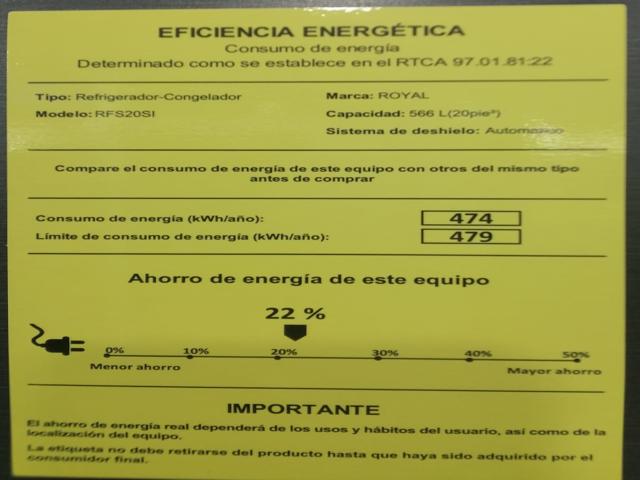 EFICIENCIA ENERGÉTICA
Consumo de energía
Determinado como se establece en el RTCA 97.01.81:22
Tipo: Refrigerador-Congelador
Marca: ROYAL
Modelo: RFS20SI
Capacidad: 566 L(20pie³)
Sistema de deshielo: Automático
Compare el consumo de energía de este equipo con otros del mismo tipo
antes de comprar
Consumo de energía (kWh/año): 474
Límite de consumo de energía (kWh/año): 479
Ahorro de energía de este equipo
22 %
0% 10% 20% 30% 40% 50%
Menor ahorro Mayor ahorro
IMPORTANTE
El ahorro de energía real dependerá de los usos y hábitos del usuario, así como de la
localización del equipo.
La etiqueta no debe retirarse del producto hasta que haya sido adquirido por el
consumidor final.